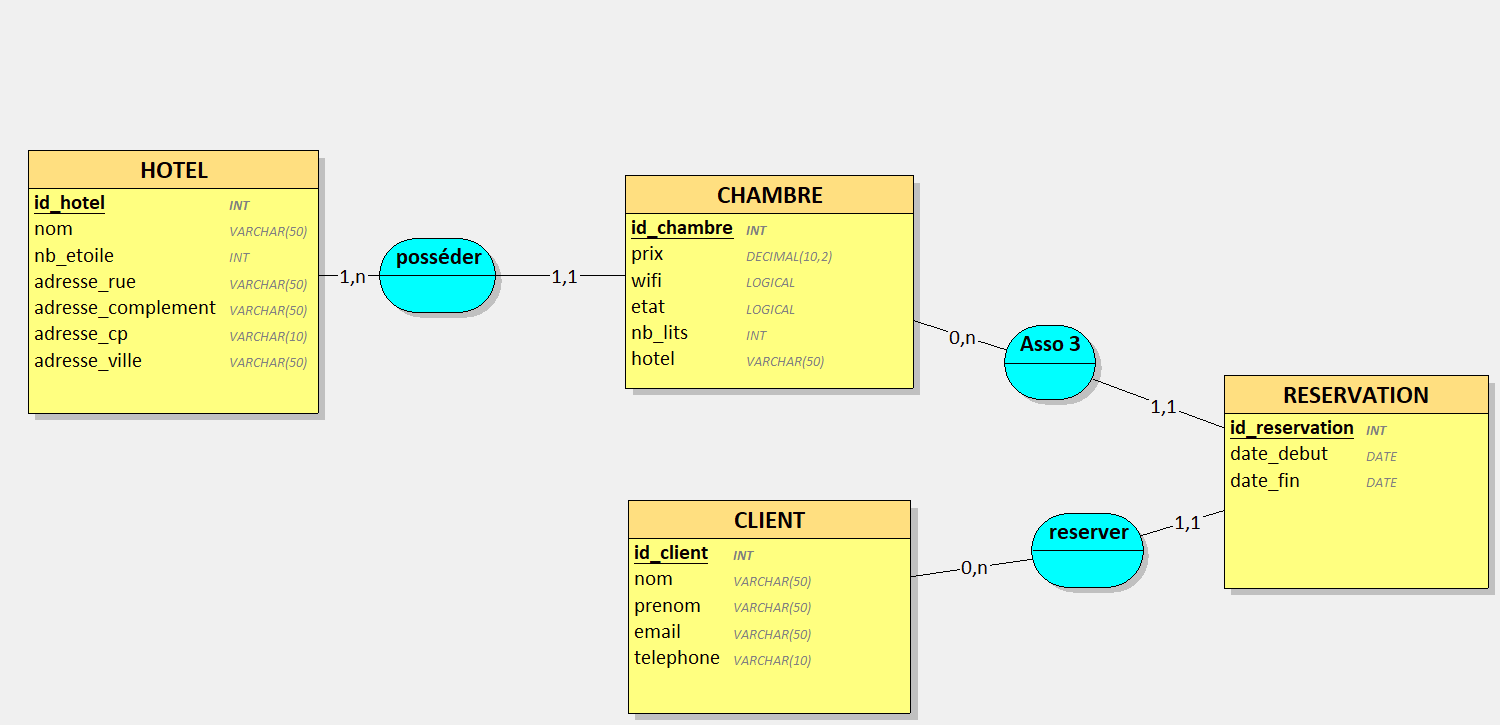 HOTEL
id_hotel INT
nom VARCHAR(50)
nb_etoile INT
adresse_rue VARCHAR(50)
adresse_complement VARCHAR(50)
adresse_cp VARCHAR(10)
adresse_ville VARCHAR(50)
1,n
posséder
1,1
CHAMBRE
id_chambre INT
prix DECIMAL(10,2)
wifi LOGICAL
etat LOGICAL
nb_lits INT
hotel VARCHAR(50)
0,n
Asso 3
1,1
RESERVATION
id_reservation INT
date_debut DATE
date_fin DATE
CLIENT
id_client INT
nom VARCHAR(50)
prenom VARCHAR(50)
email VARCHAR(50)
telephone VARCHAR(10)
0,n
reserver
1,1